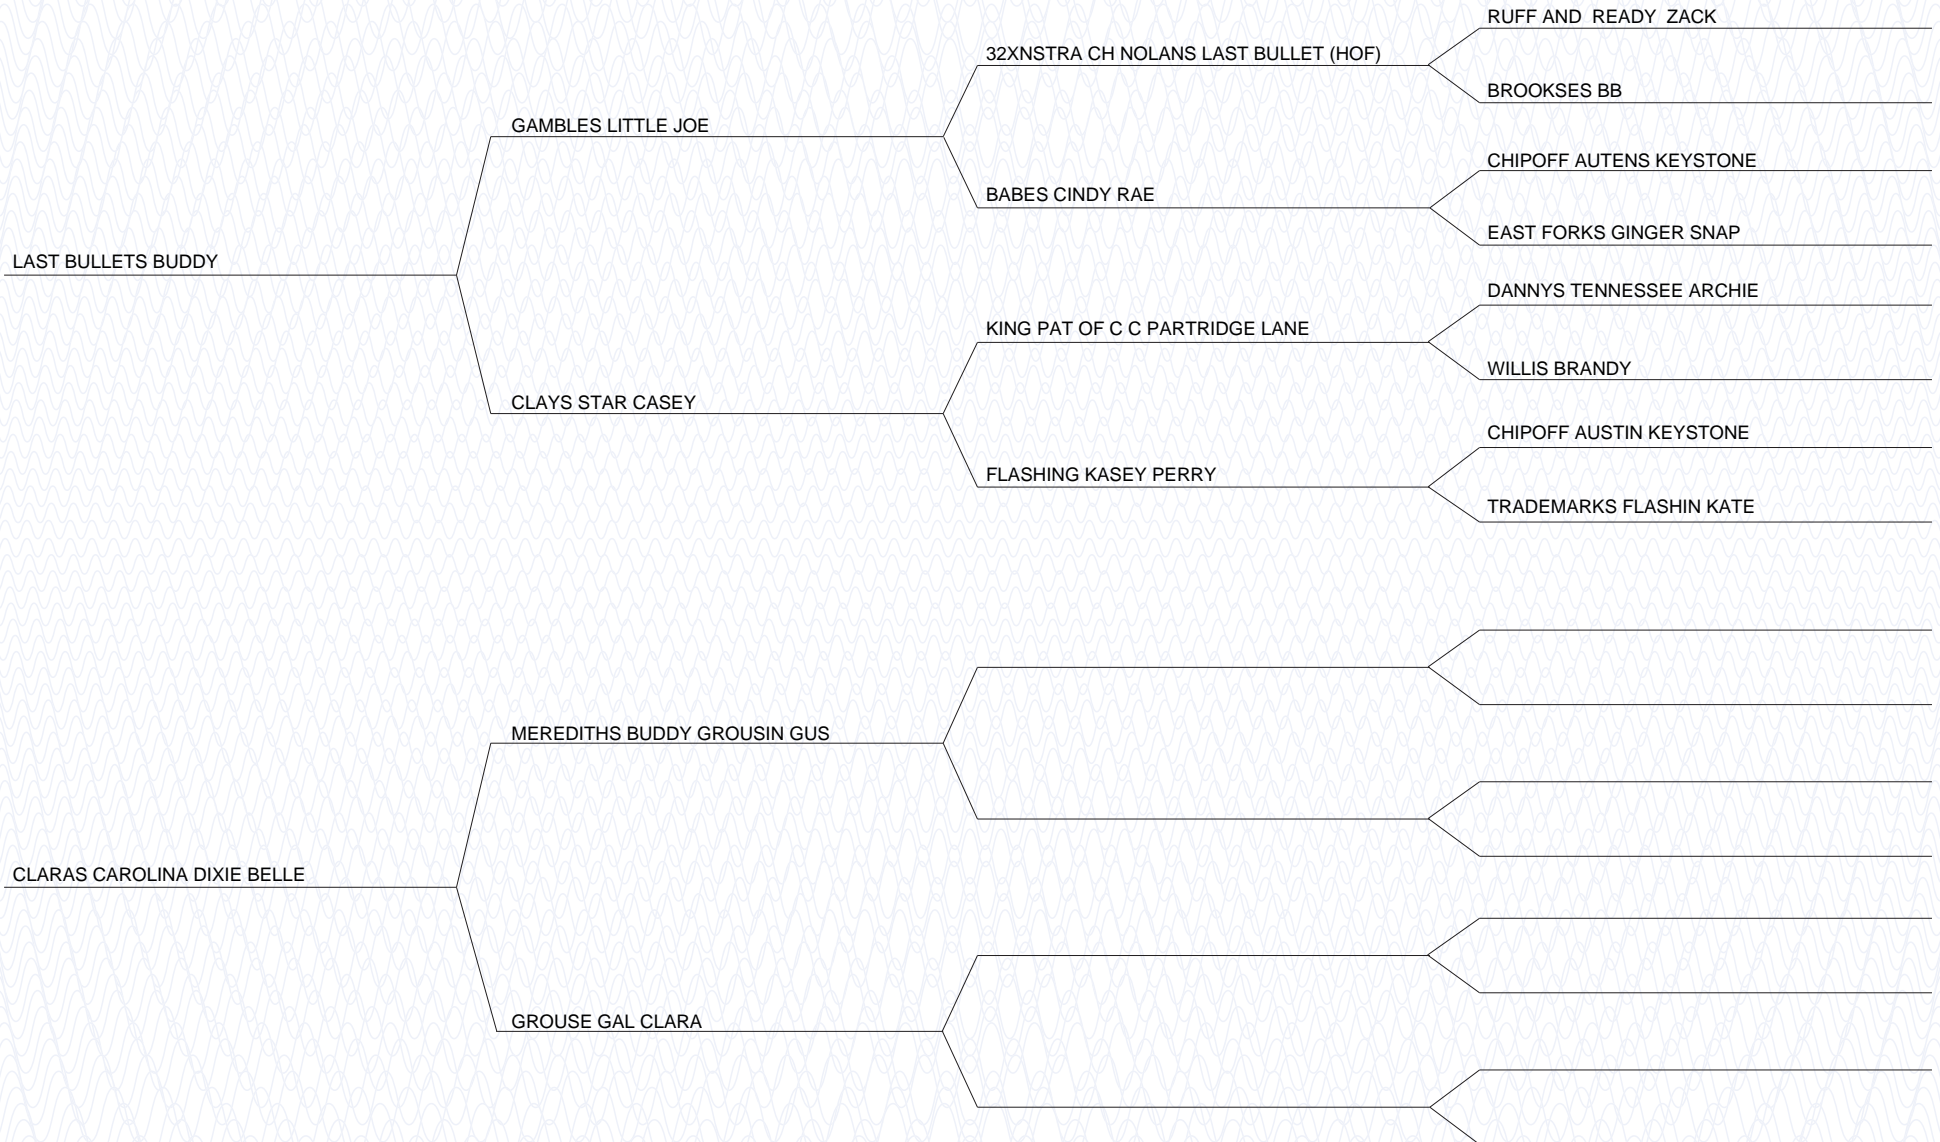 RUFF AND  READY  ZACK
32XNSTRA CH NOLANS LAST BULLET (HOF)
BROOKSES BB
GAMBLES LITTLE JOE
CHIPOFF AUTENS KEYSTONE
BABES CINDY RAE
EAST FORKS GINGER SNAP
LAST BULLETS BUDDY
DANNYS TENNESSEE ARCHIE
KING PAT OF C C PARTRIDGE LANE
WILLIS BRANDY
CLAYS STAR CASEY
CHIPOFF AUSTIN KEYSTONE
FLASHING KASEY PERRY
TRADEMARKS FLASHIN KATE
MEREDITHS BUDDY GROUSIN GUS
CLARAS CAROLINA DIXIE BELLE
GROUSE GAL CLARA